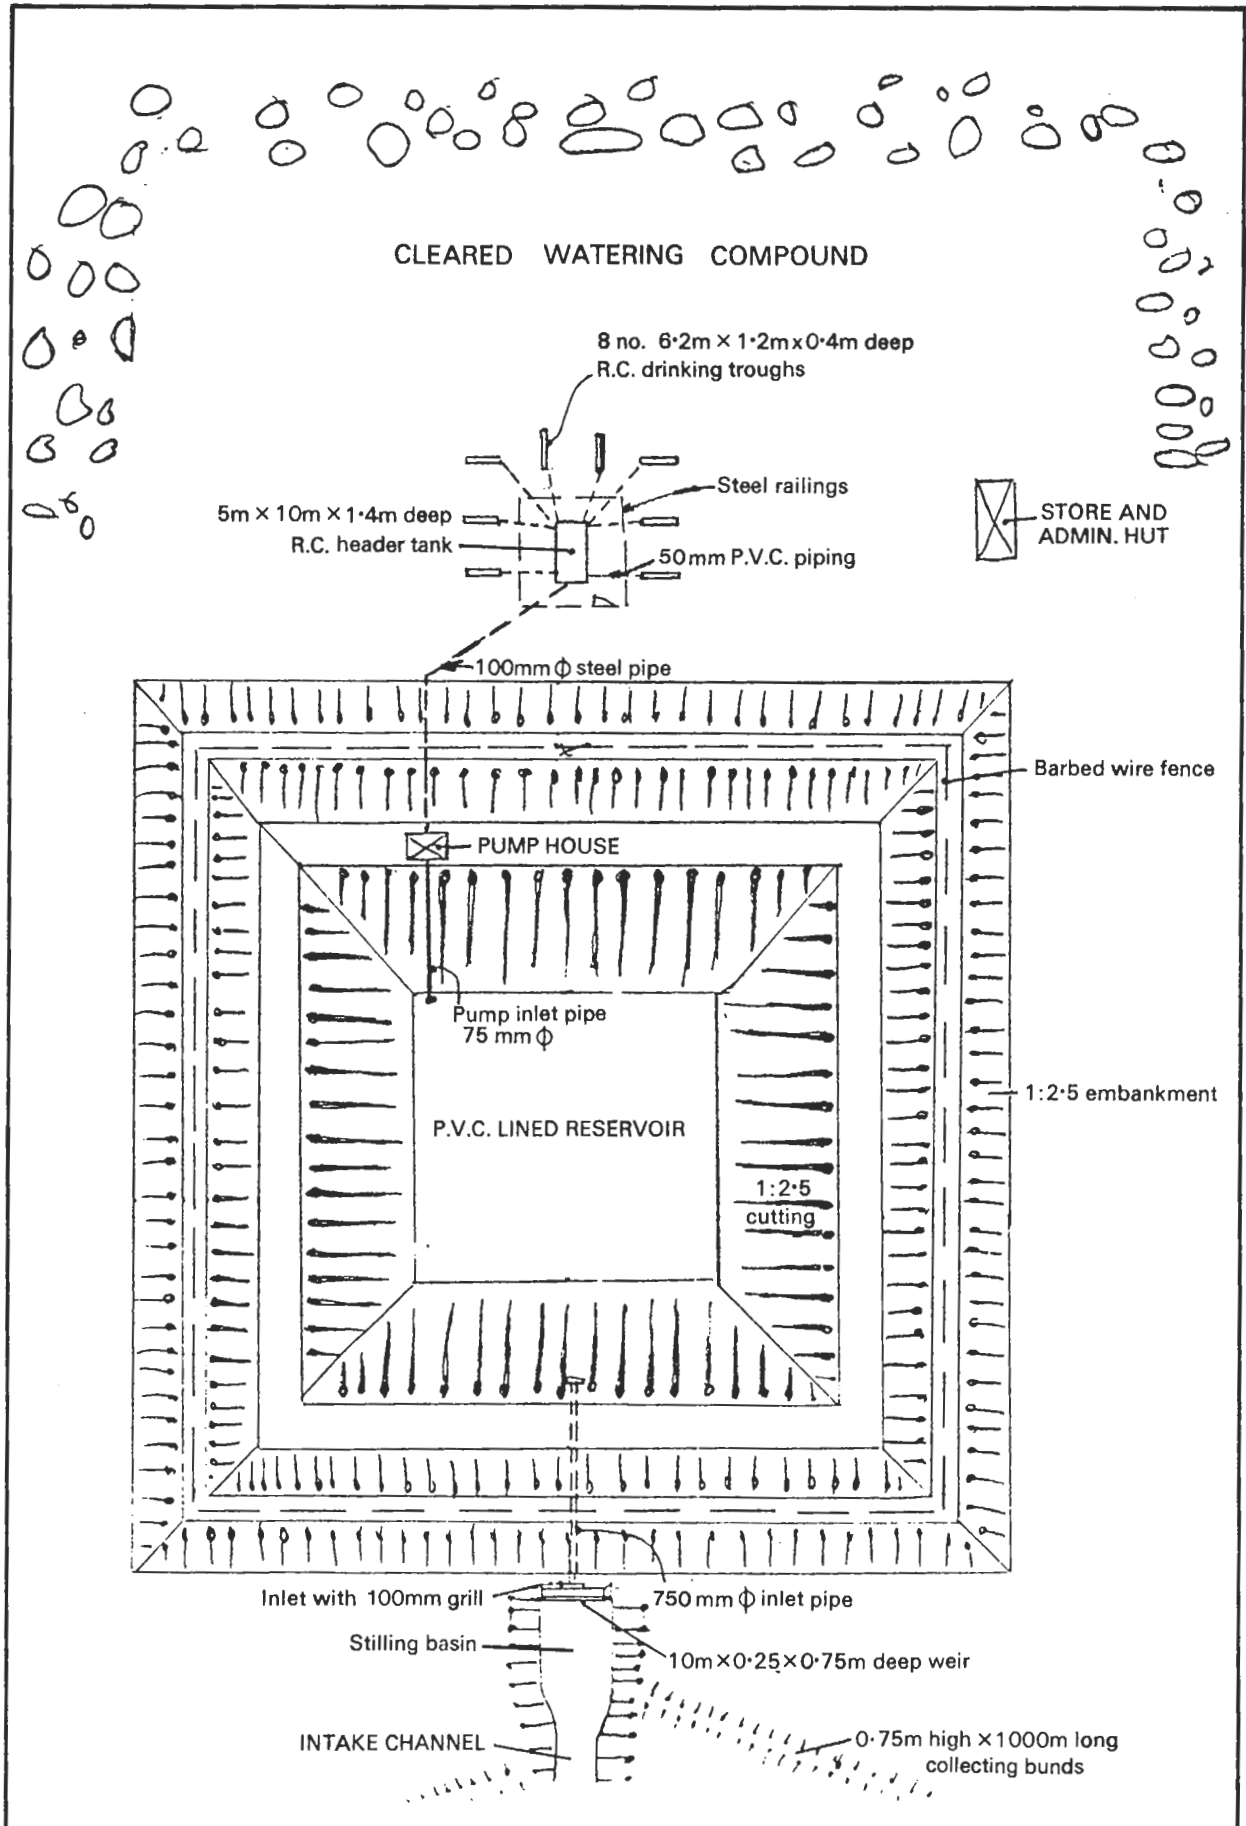 CLEARED WATERING COMPOUND
8 no. 6·2m × 1·2m x 0·4m deep
R.C. drinking troughs
Steel railings
5m × 10m × 1·4m deep
R.C. header tank
STORE AND
ADMIN. HUT
50mm P.V.C. piping
100mm ϕ steel pipe
Barbed wire fence
PUMP HOUSE
Pump inlet pipe
75 mm ϕ
1:2·5 embankment
P.V.C. LINED RESERVOIR
1:2·5
cutting
Inlet with 100mm grill
750mm ϕ inlet pipe
Stilling basin
10m×0·25×0·75m deep weir
INTAKE CHANNEL
0·75m high ×1000m long
collecting bunds